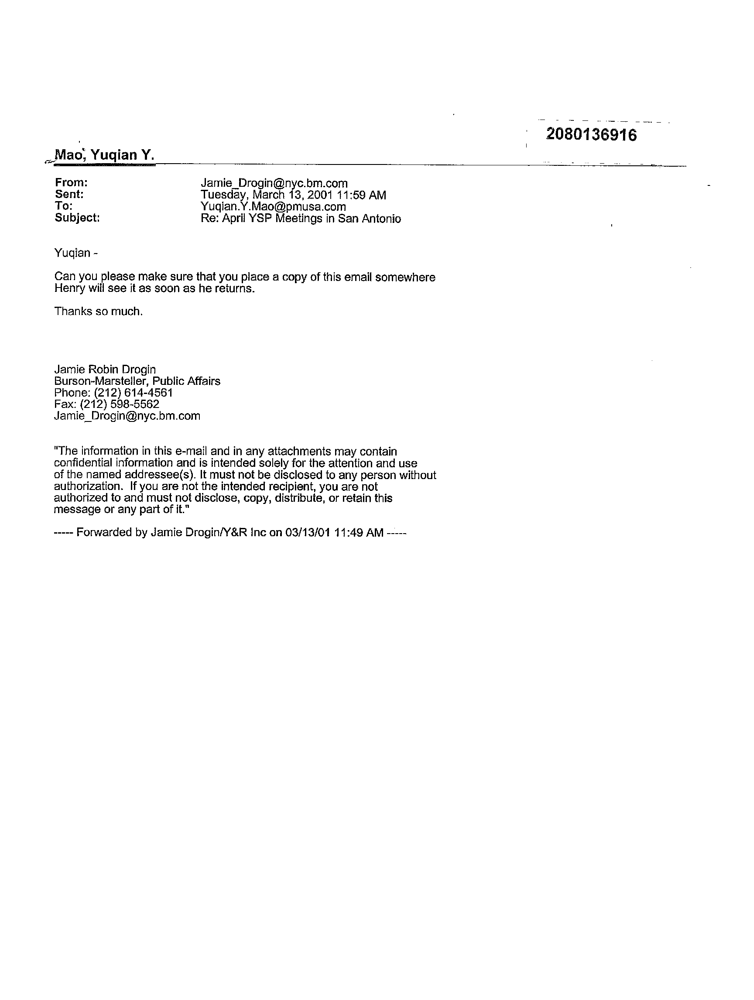 2080136916
Mao, Yuqian Y.
From: Jamie_Drogin@nyc.bm.com
Sent: Tuesday, March 13, 2001 11:59 AM
To: Yuqian.Y.Mao@pmusa.com
Subject: Re: April YSP Meetings in San Antonio
Yuqian -
Can you please make sure that you place a copy of this email somewhere
Henry will see it as soon as he returns.
Thanks so much.
Jamie Robin Drogin
Burson-Marsteller, Public Affairs
Phone: (212) 614-4561
Fax: (212) 598-5562
Jamie_Drogin@nyc.bm.com
"The information in this e-mail and in any attachments may contain
confidential information and is intended solely for the attention and use
of the named addressee(s). It must not be disclosed to any person without
authorization.  If you are not the intended recipient, you are not
authorized to and must not disclose, copy, distribute, or retain this
message or any part of it."
----- Forwarded by Jamie Drogin/Y&R Inc on 03/13/01 11:49 AM -----